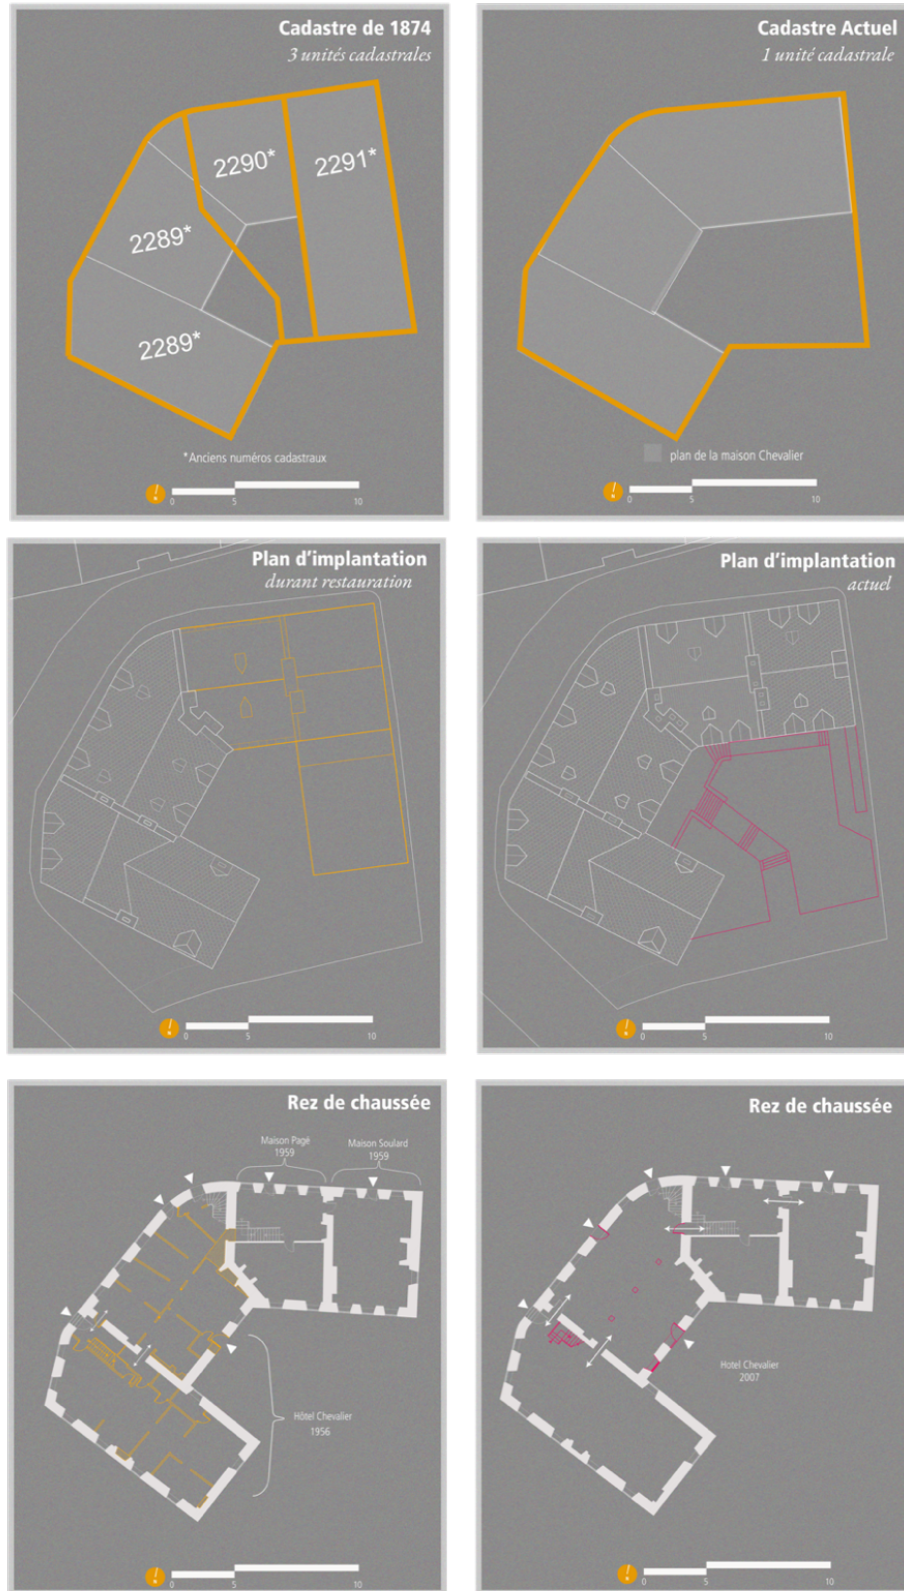 Cadastre de 1874
3 unités cadastrales
2290*
2291*
2289*
2289*
*Anciens numéros cadastraux
0 5 10
Cadastre Actuel
1 unité cadastrale
plan de la maison Chevalier
0 5 10
Plan d'implantation
durant restauration
0 5 10
Plan d'implantation
actuel
0 5 10
Rez de chaussée
Maison Pagé
1959
Maison Soulard
1959
Hôtel Chevalier
1956
0 5 10
Rez de chaussée
Hotel Chevalier
2007
0 5 10